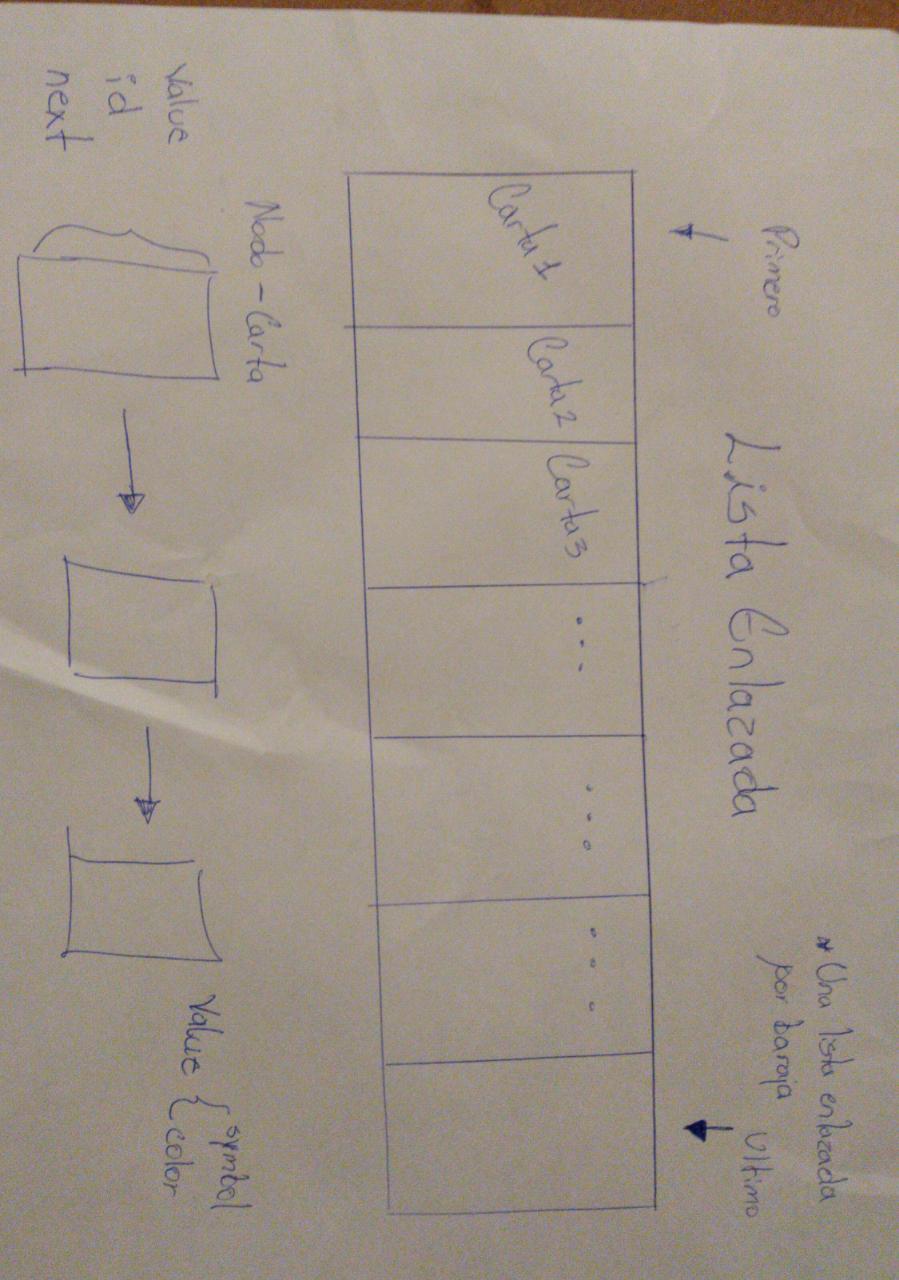 * Una lista enlazada
por baraja
Primero
Ultimo
Lista Enlazada
Carta 1
Carta 2
Carta 3
...
...
...
Nodo - Carta
Value
id
next
Value {
symbol
color